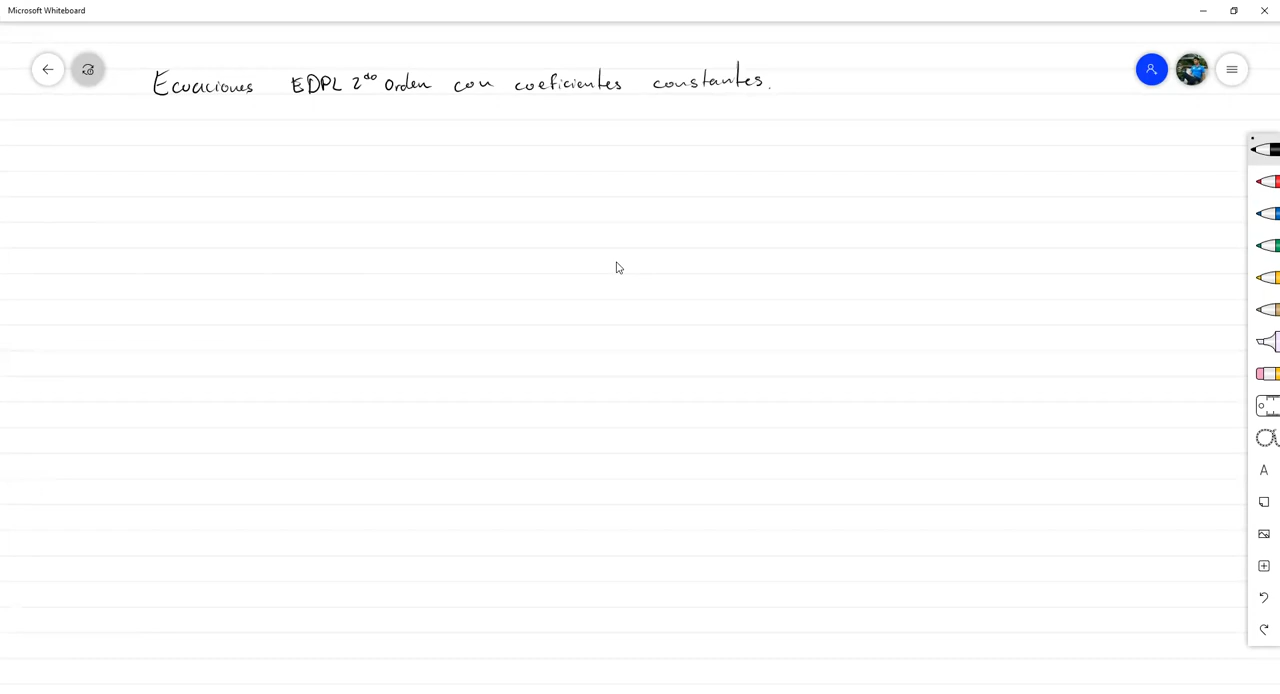 Microsoft Whiteboard
Ecuaciones EDPL 2do Orden con coeficientes constantes.
A